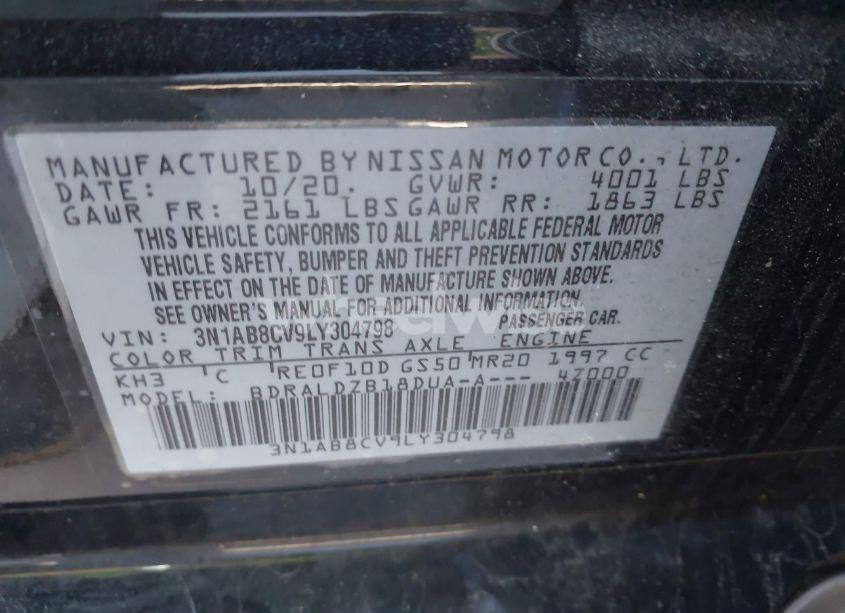 MANUFACTURED BY NISSAN MOTOR CO., LTD.
DATE: 10/20. GVWR: 4001 LBS
GAWR FR: 2161 LBS GAWR RR: 1863 LBS
THIS VEHICLE CONFORMS TO ALL APPLICABLE FEDERAL MOTOR
VEHICLE SAFETY, BUMPER AND THEFT PREVENTION STANDARDS
IN EFFECT ON THE DATE OF MANUFACTURE SHOWN ABOVE.
SEE OWNER'S MANUAL FOR ADDITIONAL INFORMATION.
VIN: 3N1AB8CV9LY304798 PASSENGER CAR.
COLOR TRIM TRANS AXLE ENGINE
KH3 C RE0F10D GS50 MR20 1997 CC
MODEL: BDRALDZB18DUA-A--- 4Z000
3N1AB8CV9LY304798